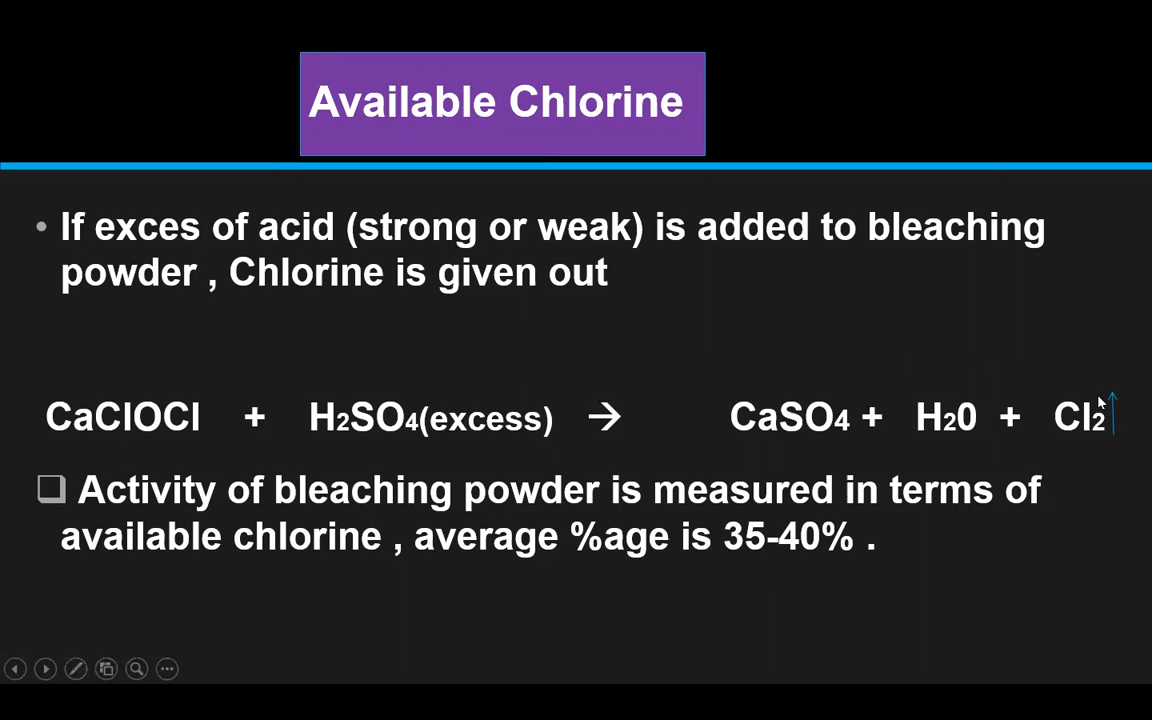 Available Chlorine
• If exces of acid (strong or weak) is added to bleaching
powder , Chlorine is given out
CaClOCl + H₂SO₄(excess) → CaSO₄ + H₂0 + Cl₂↑
❑ Activity of bleaching powder is measured in terms of
available chlorine , average %age is 35-40% .